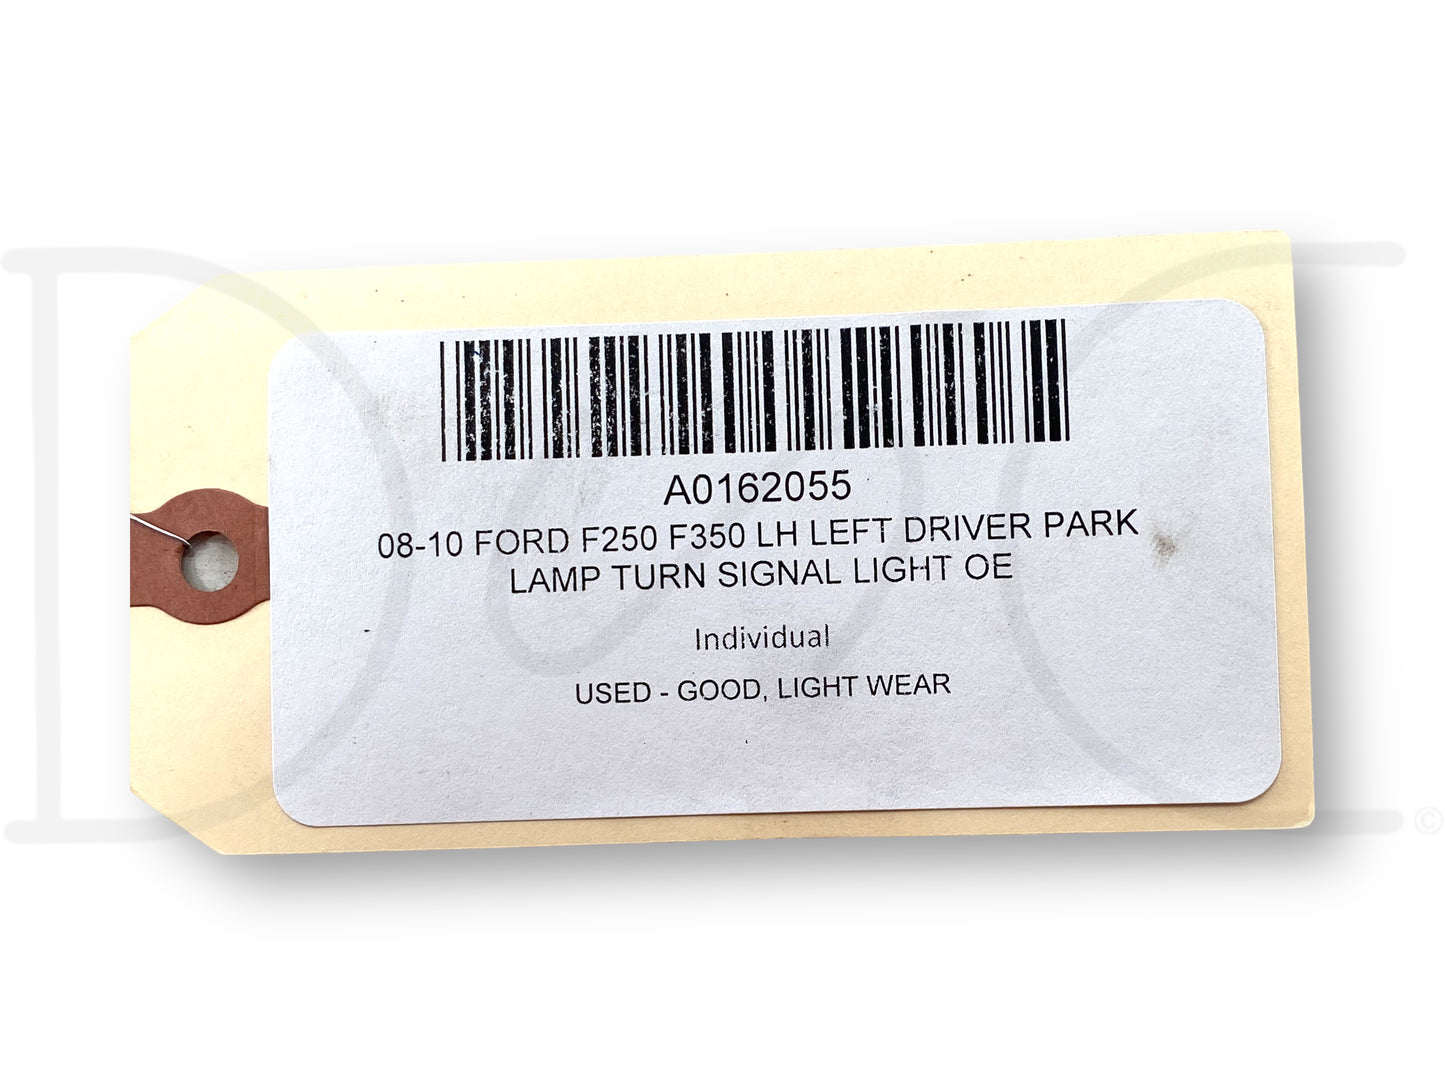 A0162055
08-10 FORD F250 F350 LH LEFT DRIVER PARK
LAMP TURN SIGNAL LIGHT OE
Individual
USED - GOOD, LIGHT WEAR
©